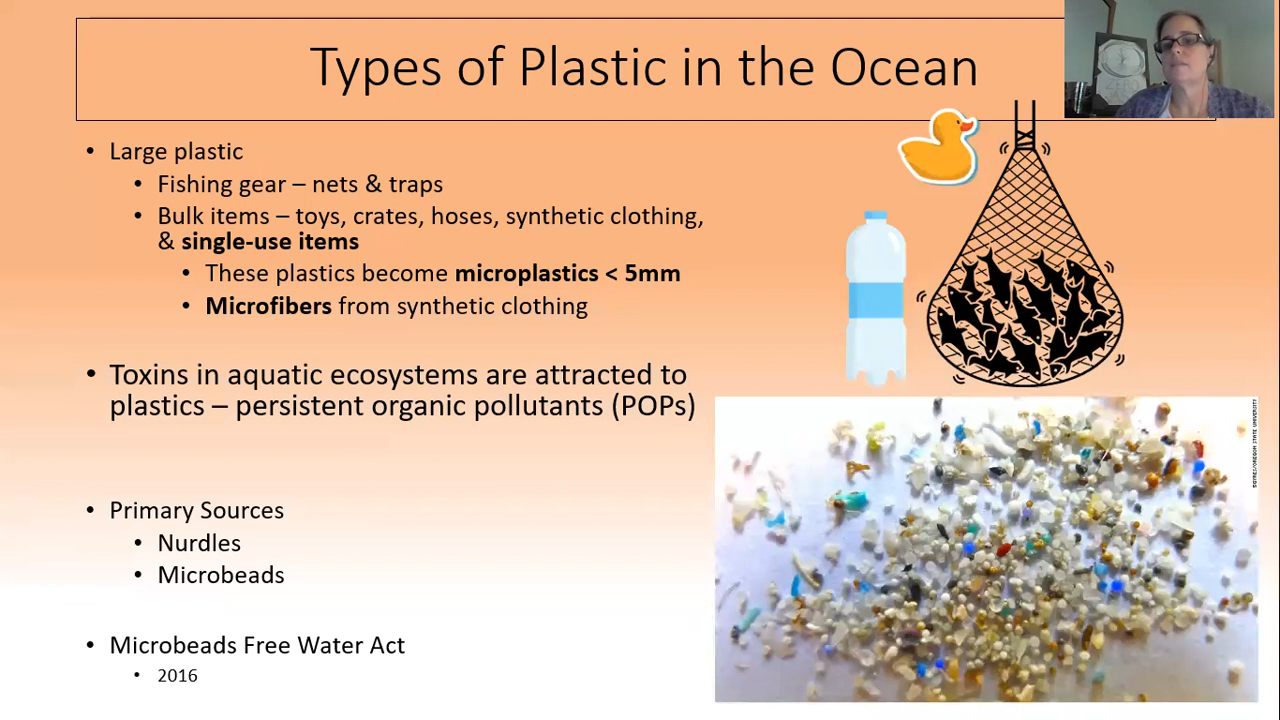 Types of Plastic in the Ocean
• Large plastic
• Fishing gear – nets & traps
• Bulk items – toys, crates, hoses, synthetic clothing,
& single-use items
• These plastics become microplastics < 5mm
• Microfibers from synthetic clothing
• Toxins in aquatic ecosystems are attracted to
plastics – persistent organic pollutants (POPs)
• Primary Sources
• Nurdles
• Microbeads
• Microbeads Free Water Act
• 2016